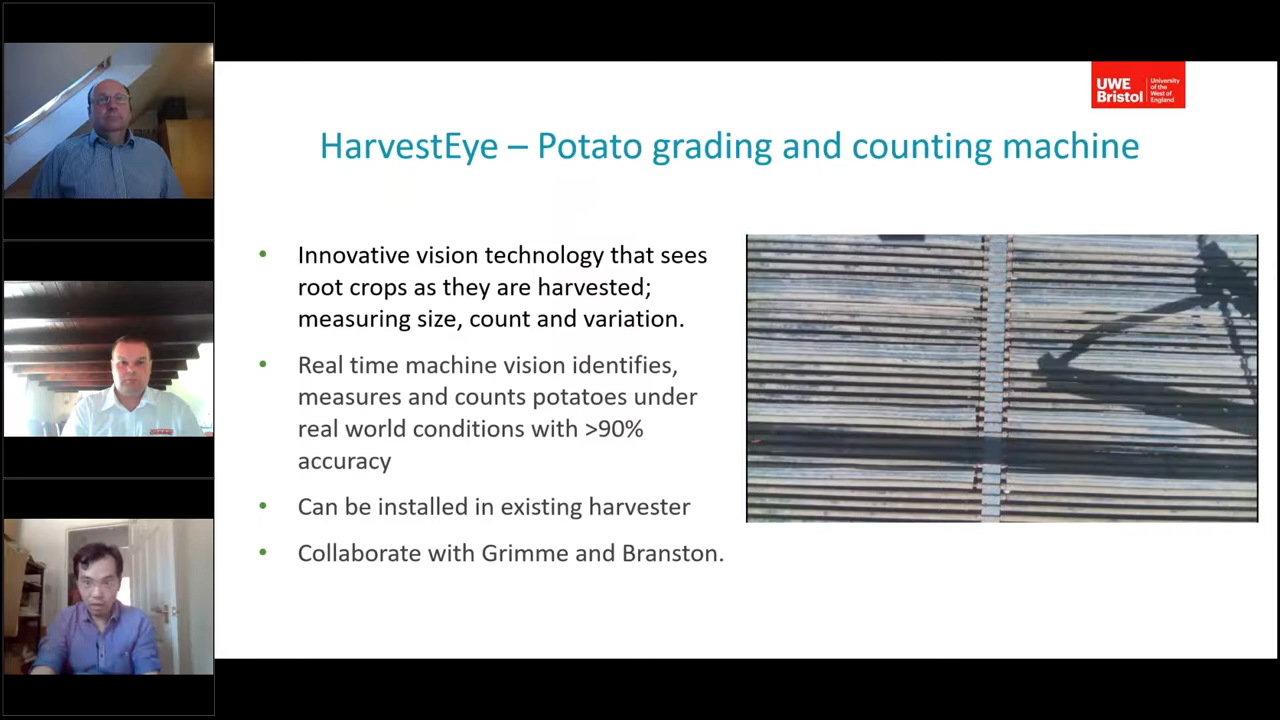 UWE
Bristol
University
of the
West of
England
HarvestEye – Potato grading and counting machine
• Innovative vision technology that sees
root crops as they are harvested;
measuring size, count and variation.
• Real time machine vision identifies,
measures and counts potatoes under
real world conditions with >90%
accuracy
• Can be installed in existing harvester
• Collaborate with Grimme and Branston.